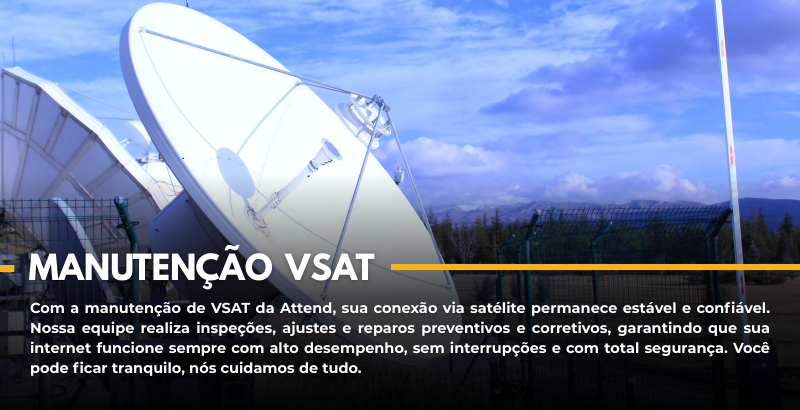 MANUTENÇÃO VSAT
Com a manutenção de VSAT da Attend, sua conexão via satélite permanece estável e confiável.
Nossa equipe realiza inspeções, ajustes e reparos preventivos e corretivos, garantindo que sua
internet funcione sempre com alto desempenho, sem interrupções e com total segurança. Você
pode ficar tranquilo, nós cuidamos de tudo.